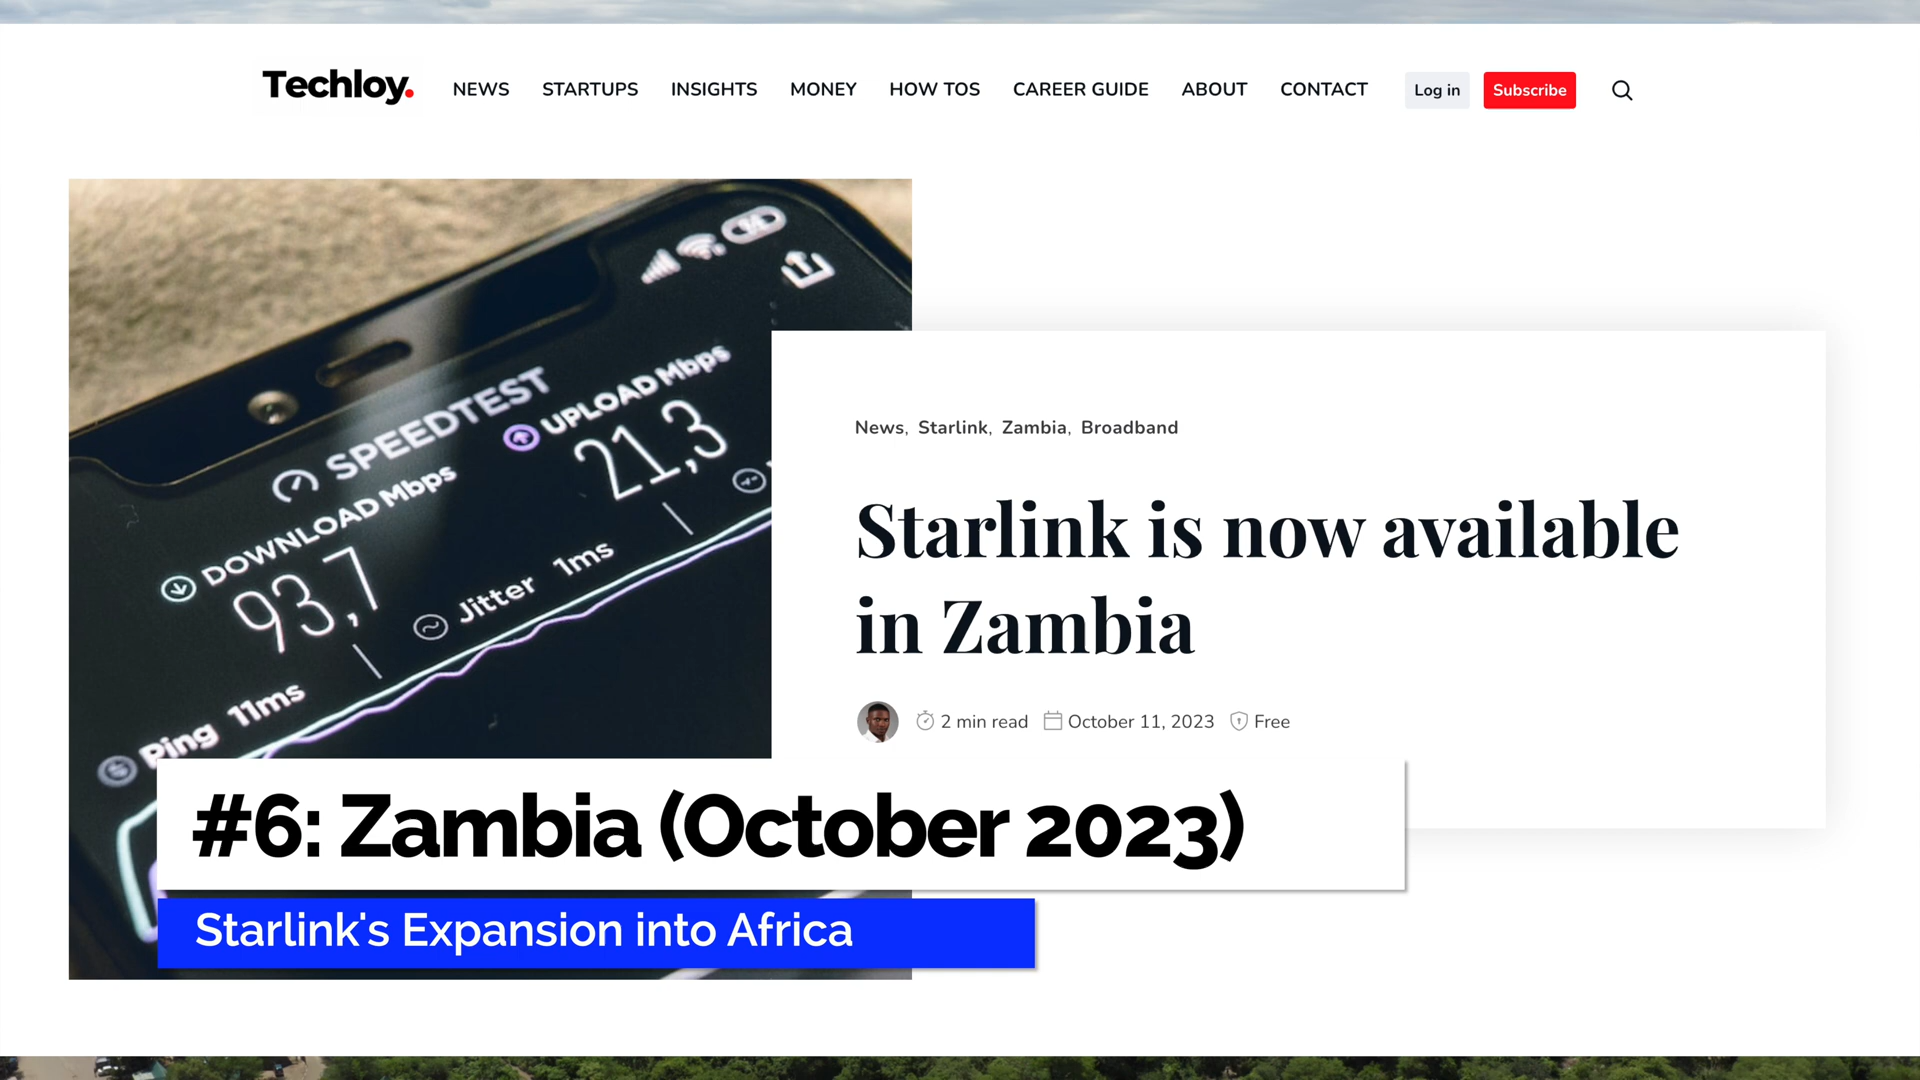 Techloy.
NEWS STARTUPS INSIGHTS MONEY HOW TOS CAREER GUIDE ABOUT CONTACT Log in Subscribe
SPEEDTEST
DOWNLOAD Mbps
93,7
UPLOAD Mbps
21,3
Ping 11ms
Jitter 1ms
News, Starlink, Zambia, Broadband
Starlink is now available
in Zambia
2 min read October 11, 2023 Free
#6: Zambia (October 2023)
Starlink's Expansion into Africa